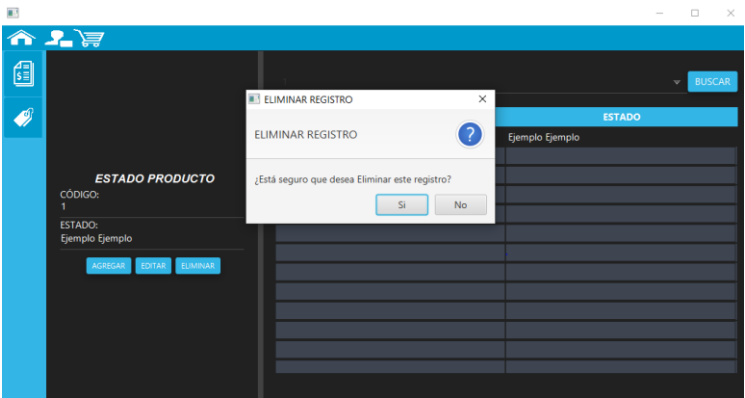 BUSCAR
ELIMINAR REGISTRO
ELIMINAR REGISTRO
¿Está seguro que desea Eliminar este registro?
Si
No
ESTADO
Ejemplo Ejemplo
ESTADO PRODUCTO
CÓDIGO:
1
ESTADO:
Ejemplo Ejemplo
AGREGAR
EDITAR
ELIMINAR